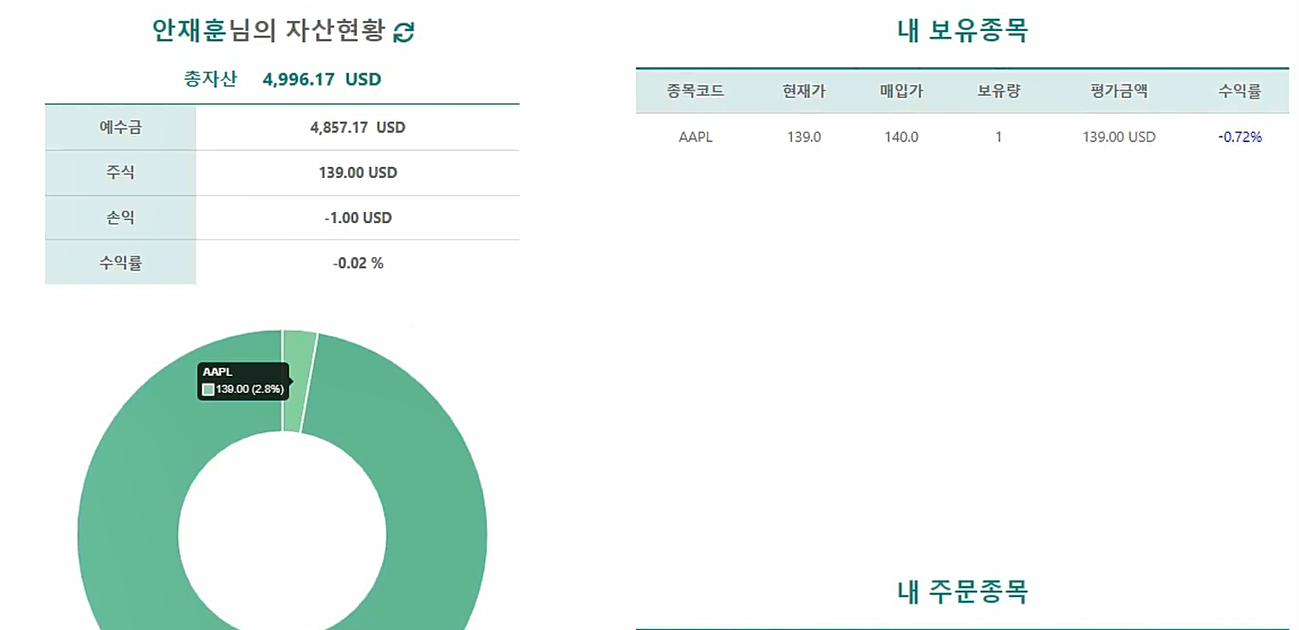 안재훈님의 자산현황
총자산 4,996.17 USD
예수금 4,857.17 USD
주식 139.00 USD
손익 -1.00 USD
수익률 -0.02 %
AAPL
139.00 (2.8%)
내 보유종목
종목코드 현재가 매입가 보유량 평가금액 수익률
AAPL 139.0 140.0 1 139.00 USD -0.72%
내 주문종목